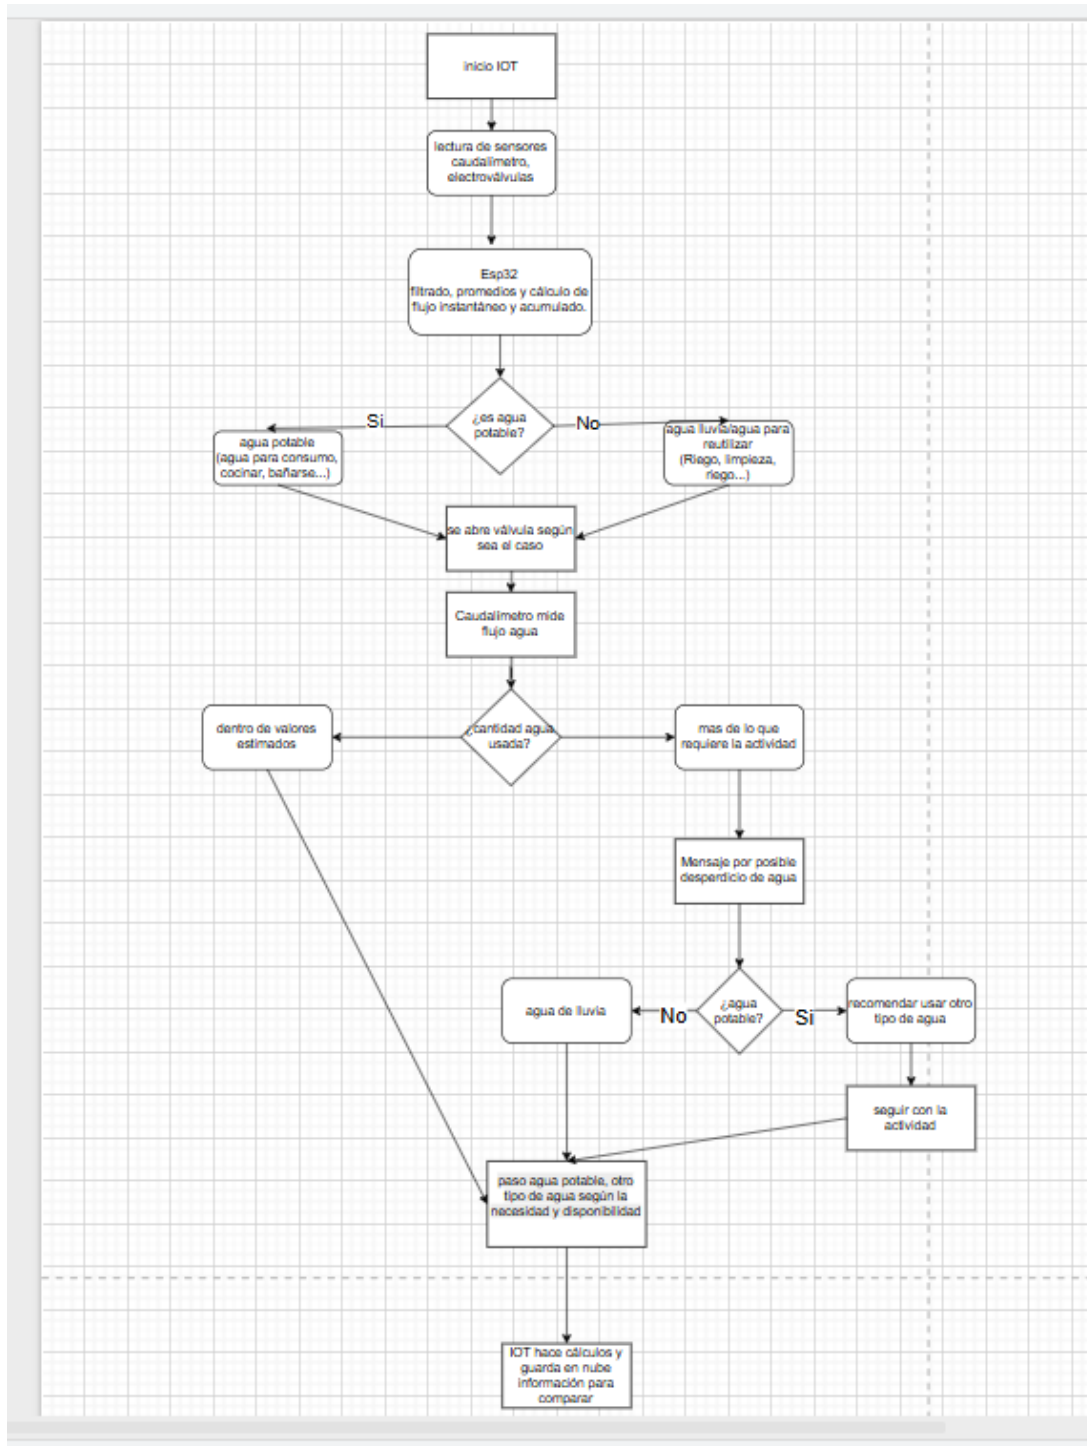 inicio IOT
lectura de sensores
caudalímetro,
electroválvulas
Esp32
filtrado, promedios y cálculo de
flujo instantáneo y acumulado.
¿es agua
potable?
Si
No
agua potable
(agua para consumo,
cocinar, bañarse...)
agua lluvia/agua para
reutilizar
(Riego, limpieza,
riego...)
se abre válvula según
sea el caso
Caudalímetro mide
flujo agua
¿cantidad agua
usada?
dentro de valores
estimados
mas de lo que
requiere la actividad
Mensaje por posible
desperdicio de agua
¿agua
potable?
No
Si
agua de lluvia
recomendar usar otro
tipo de agua
seguir con la
actividad
paso agua potable, otro
tipo de agua según la
necesidad y disponibilidad
IOT hace cálculos y
guarda en nube
información para
comparar